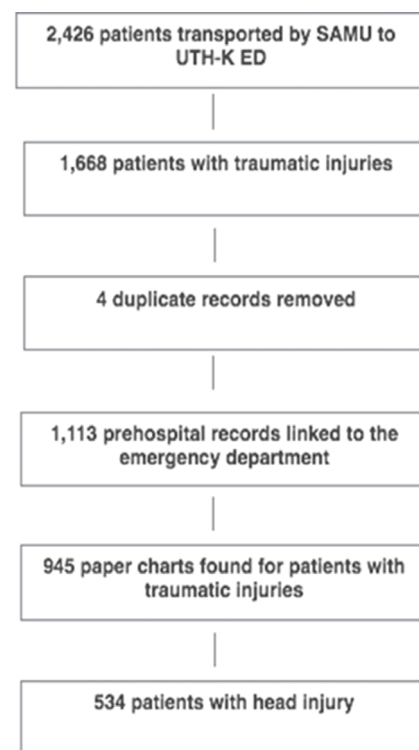 2,426 patients transported by SAMU to
UTH-K ED
1,668 patients with traumatic injuries
4 duplicate records removed
1,113 prehospital records linked to the
emergency department
945 paper charts found for patients with
traumatic injuries
534 patients with head injury